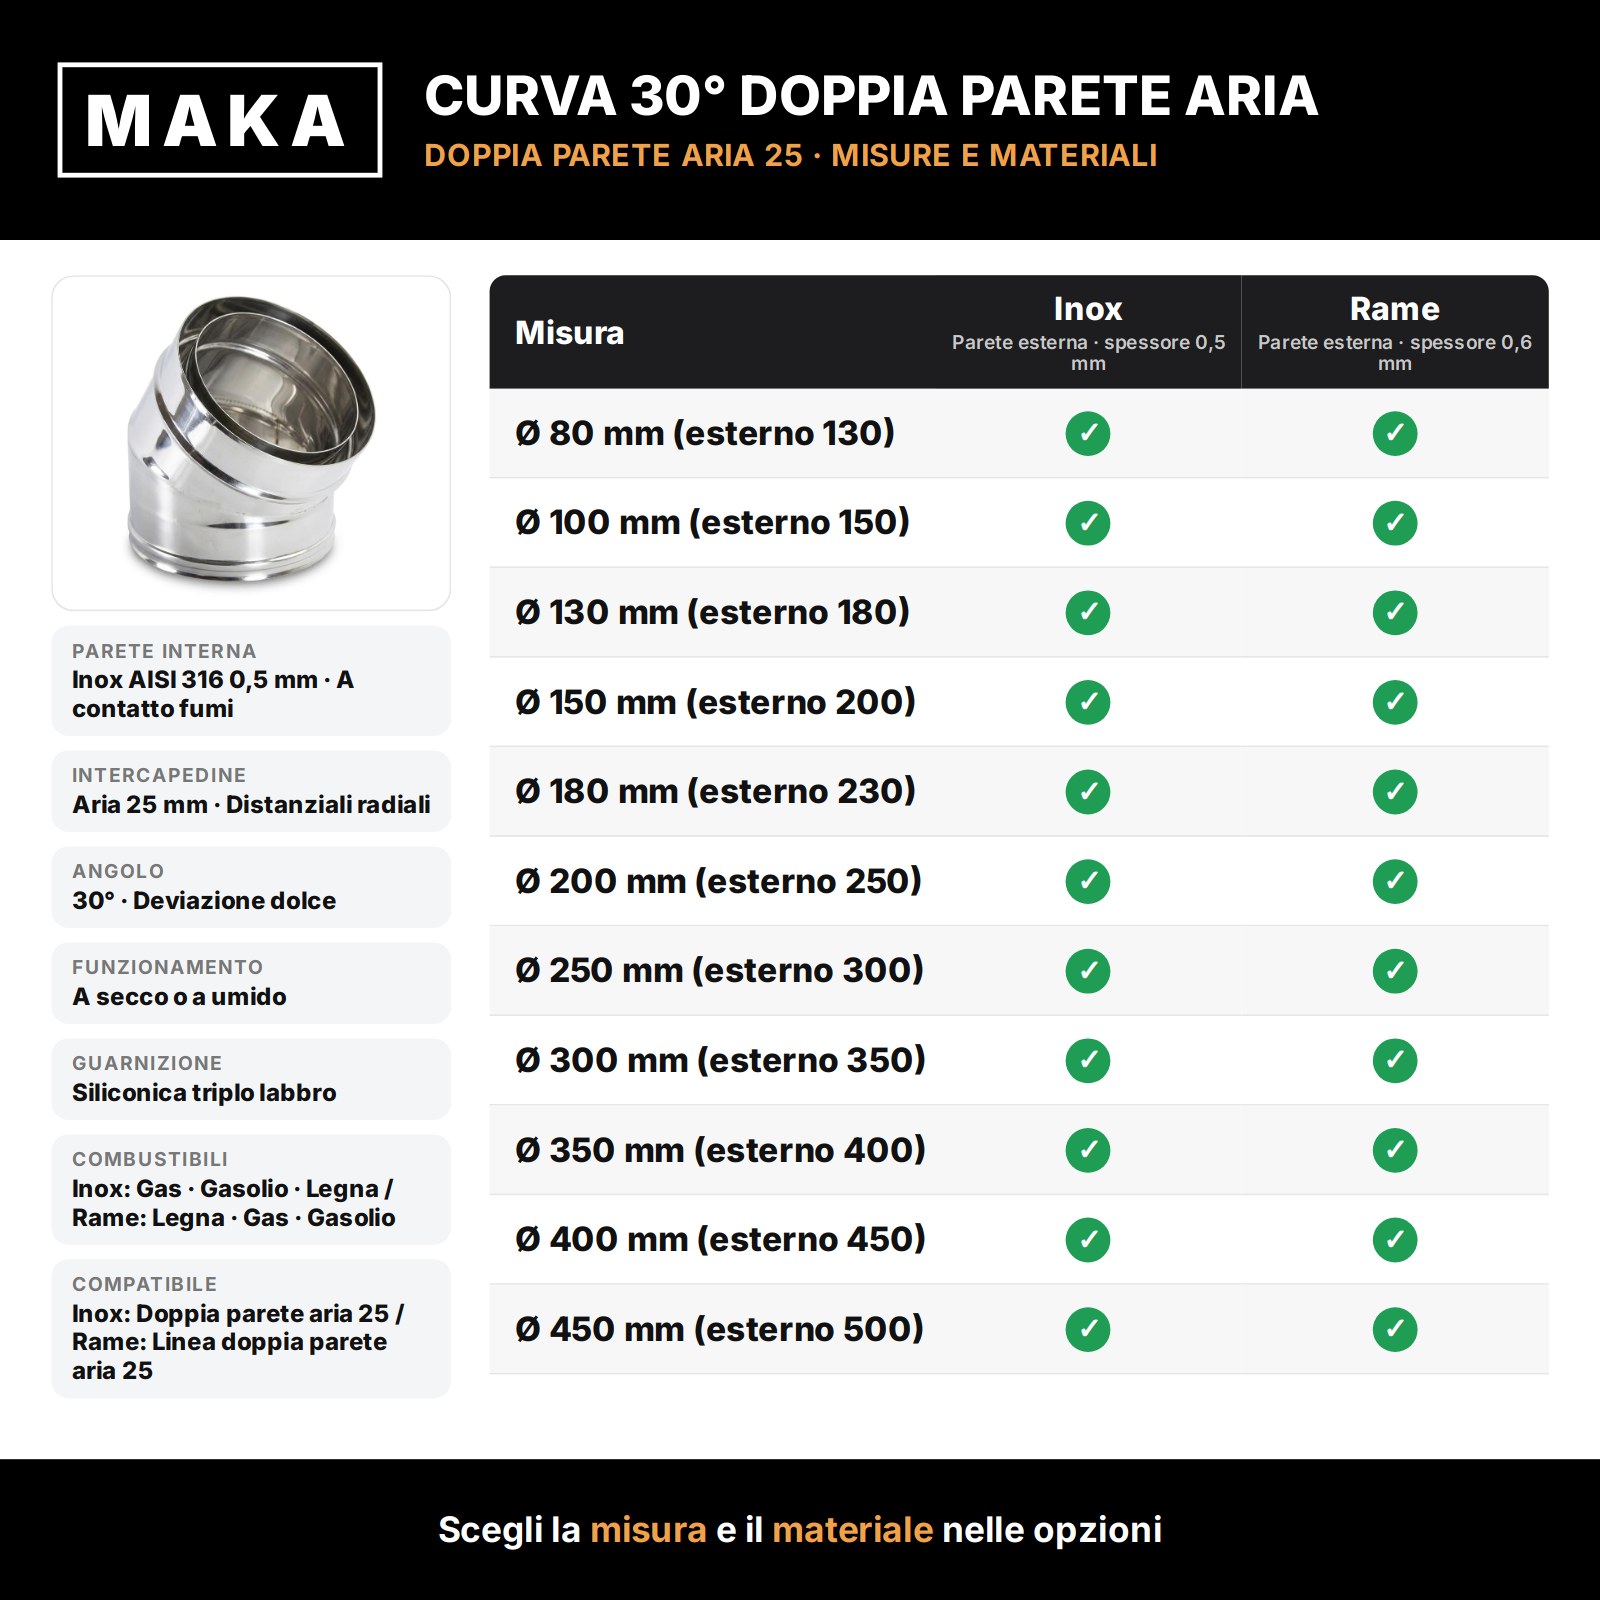 MAKA
CURVA 30° DOPPIA PARETE ARIA
DOPPIA PARETE ARIA 25 · MISURE E MATERIALI
PARETE INTERNA
Inox AISI 316 0,5 mm · A
contatto fumi
INTERCAPEDINE
Aria 25 mm · Distanziali radiali
ANGOLO
30° · Deviazione dolce
FUNZIONAMENTO
A secco o a umido
GUARNIZIONE
Siliconica triplo labbro
COMBUSTIBILI
Inox: Gas · Gasolio · Legna /
Rame: Legna · Gas · Gasolio
COMPATIBILE
Inox: Doppia parete aria 25 /
Rame: Linea doppia parete
aria 25
Misura
Inox
Parete esterna · spessore 0,5
mm
Rame
Parete esterna · spessore 0,6
mm
Ø 80 mm (esterno 130) ✓ ✓
Ø 100 mm (esterno 150) ✓ ✓
Ø 130 mm (esterno 180) ✓ ✓
Ø 150 mm (esterno 200) ✓ ✓
Ø 180 mm (esterno 230) ✓ ✓
Ø 200 mm (esterno 250) ✓ ✓
Ø 250 mm (esterno 300) ✓ ✓
Ø 300 mm (esterno 350) ✓ ✓
Ø 350 mm (esterno 400) ✓ ✓
Ø 400 mm (esterno 450) ✓ ✓
Ø 450 mm (esterno 500) ✓ ✓
Scegli la misura e il materiale nelle opzioni